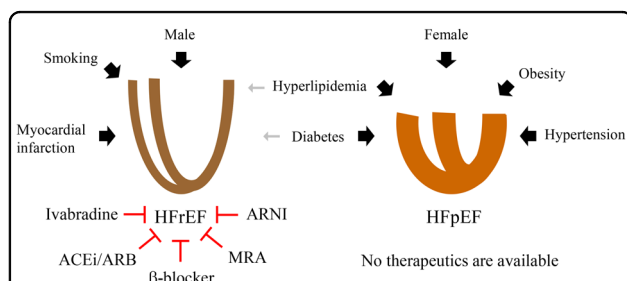 Male
Female
Smoking
Hyperlipidemia
Obesity
Myocardial
infarction
Diabetes
Hypertension
Ivabradine
HFrEF
ARNI
HFpEF
ACEi/ARB
MRA
β-blocker
No therapeutics are available